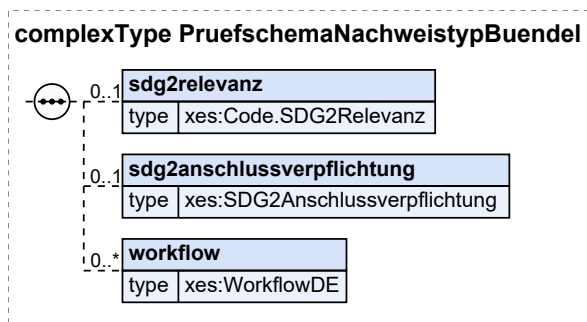 complexType PruefschemaNachweistypBuendel
0..1 sdg2relevanz
type xes:Code.SDG2Relevanz
0..1 sdg2anschlussverpflichtung
type xes:SDG2Anschlussverpflichtung
0..* workflow
type xes:WorkflowDE